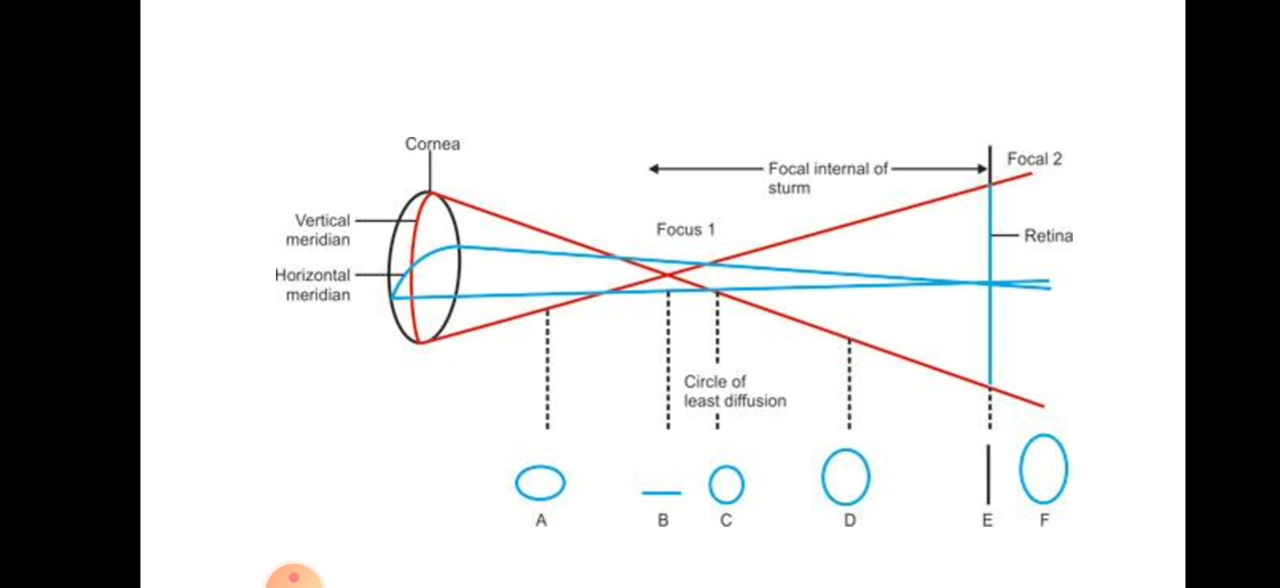 Cornea
Focal internal of
sturm
Focal 2
Vertical
meridian
Focus 1
Retina
Horizontal
meridian
Circle of
least diffusion
A B C D E F